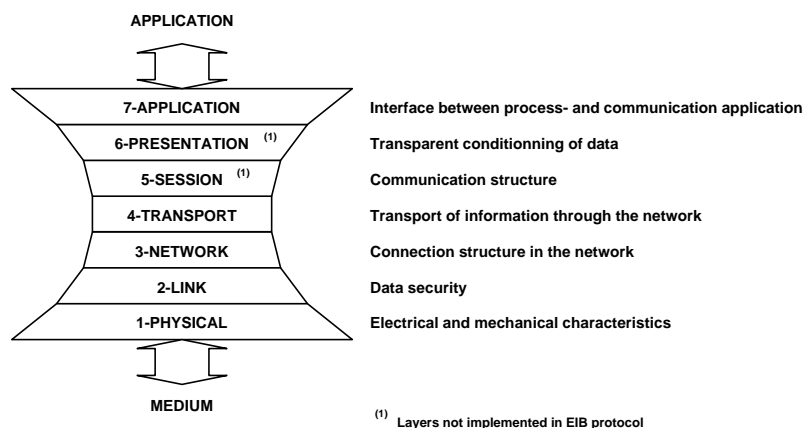 APPLICATION
7-APPLICATION Interface between process- and communication application
6-PRESENTATION (1) Transparent conditionning of data
5-SESSION (1) Communication structure
4-TRANSPORT Transport of information through the network
3-NETWORK Connection structure in the network
2-LINK Data security
1-PHYSICAL Electrical and mechanical characteristics
MEDIUM
(1) Layers not implemented in EIB protocol